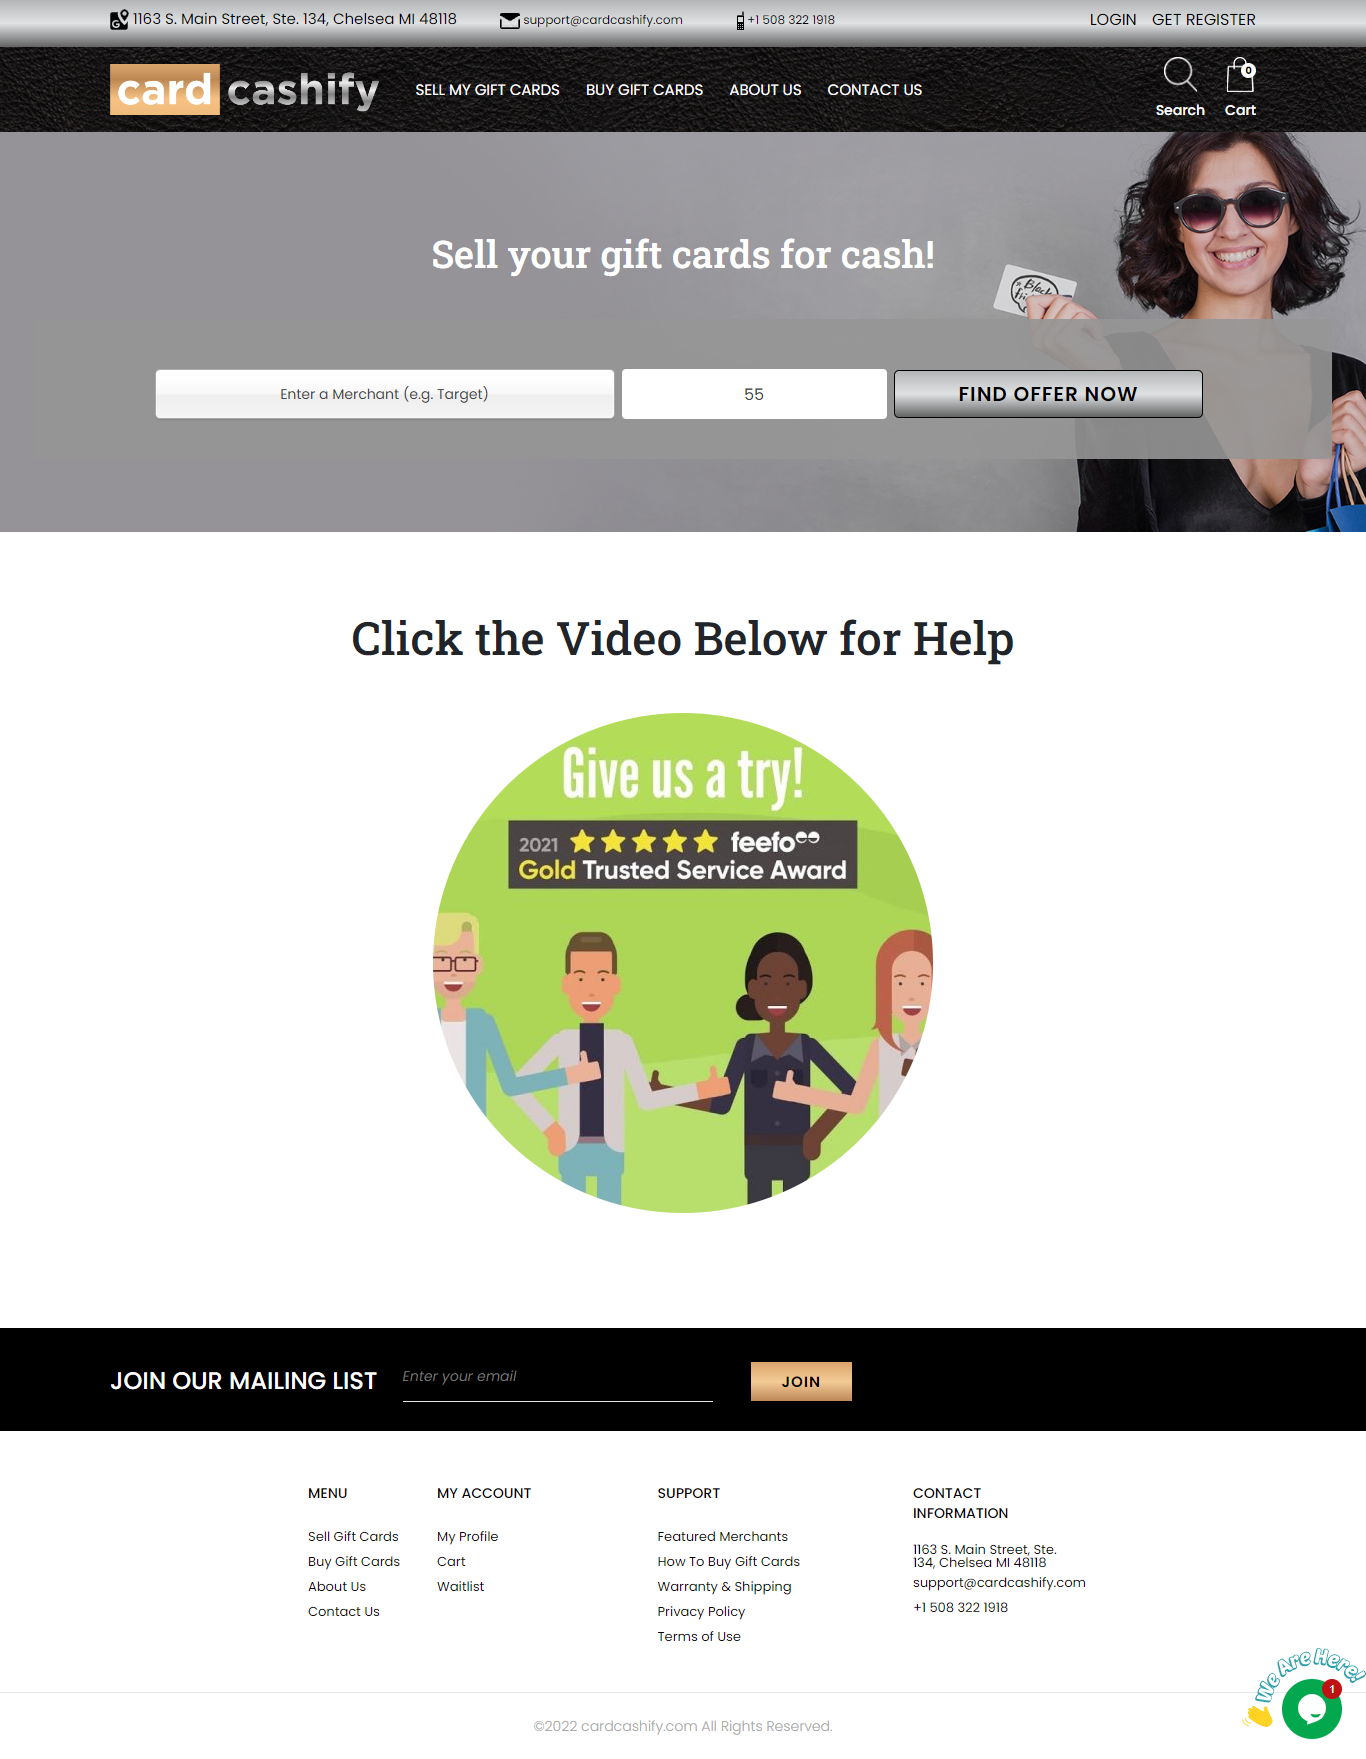 1163 S. Main Street, Ste. 134, Chelsea MI 48118
support@cardcashify.com
+1 508 322 1918
LOGIN
GET REGISTER
card cashify
SELL MY GIFT CARDS
BUY GIFT CARDS
ABOUT US
CONTACT US
Search
0
Cart
Sell your gift cards for cash!
Black
Enter a Merchant (e.g. Target)
55
FIND OFFER NOW
Click the Video Below for Help
Give us a try!
2021 feefo
Gold Trusted Service Award
JOIN OUR MAILING LIST
Enter your email
JOIN
MENU
Sell Gift Cards
Buy Gift Cards
About Us
Contact Us
MY ACCOUNT
My Profile
Cart
Waitlist
SUPPORT
Featured Merchants
How To Buy Gift Cards
Warranty & Shipping
Privacy Policy
Terms of Use
CONTACT
INFORMATION
1163 S. Main Street, Ste.
134, Chelsea MI 48118
support@cardcashify.com
+1 508 322 1918
We Are Here!
1
©2022 cardcashify.com All Rights Reserved.